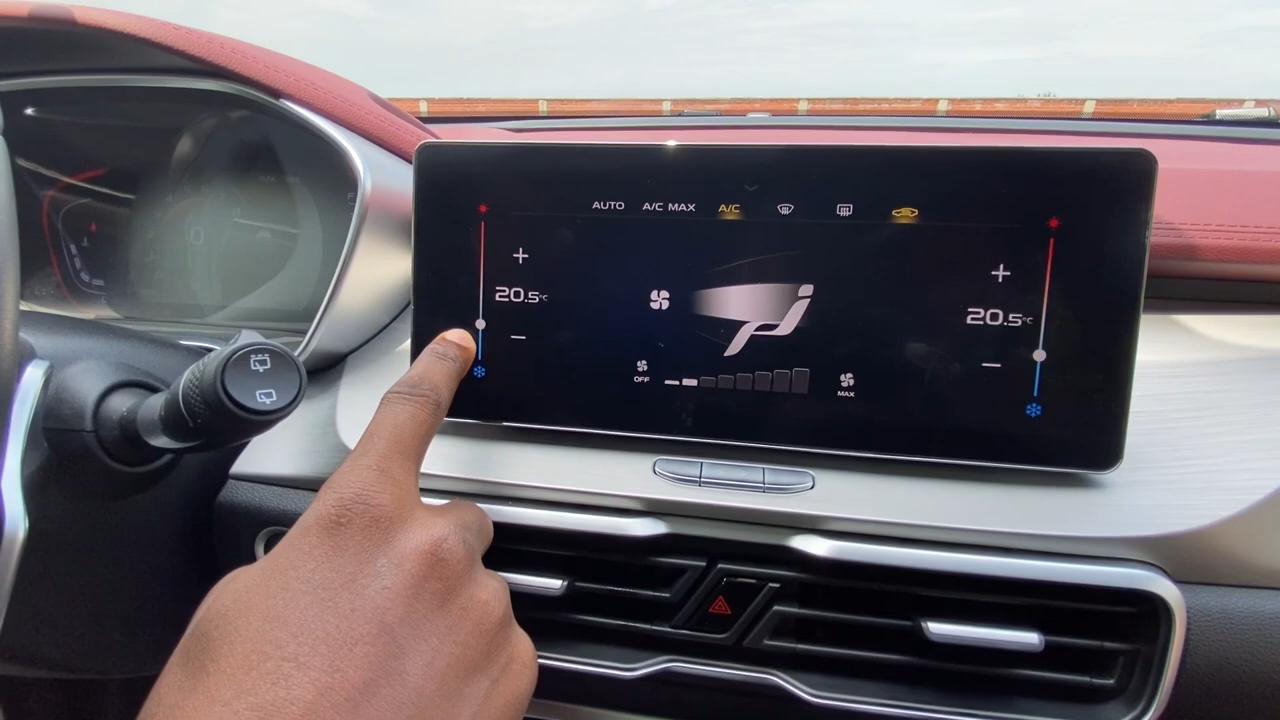 AUTO A/C MAX A/C
+ +
20.5°C 20.5°C
− −
OFF MAX